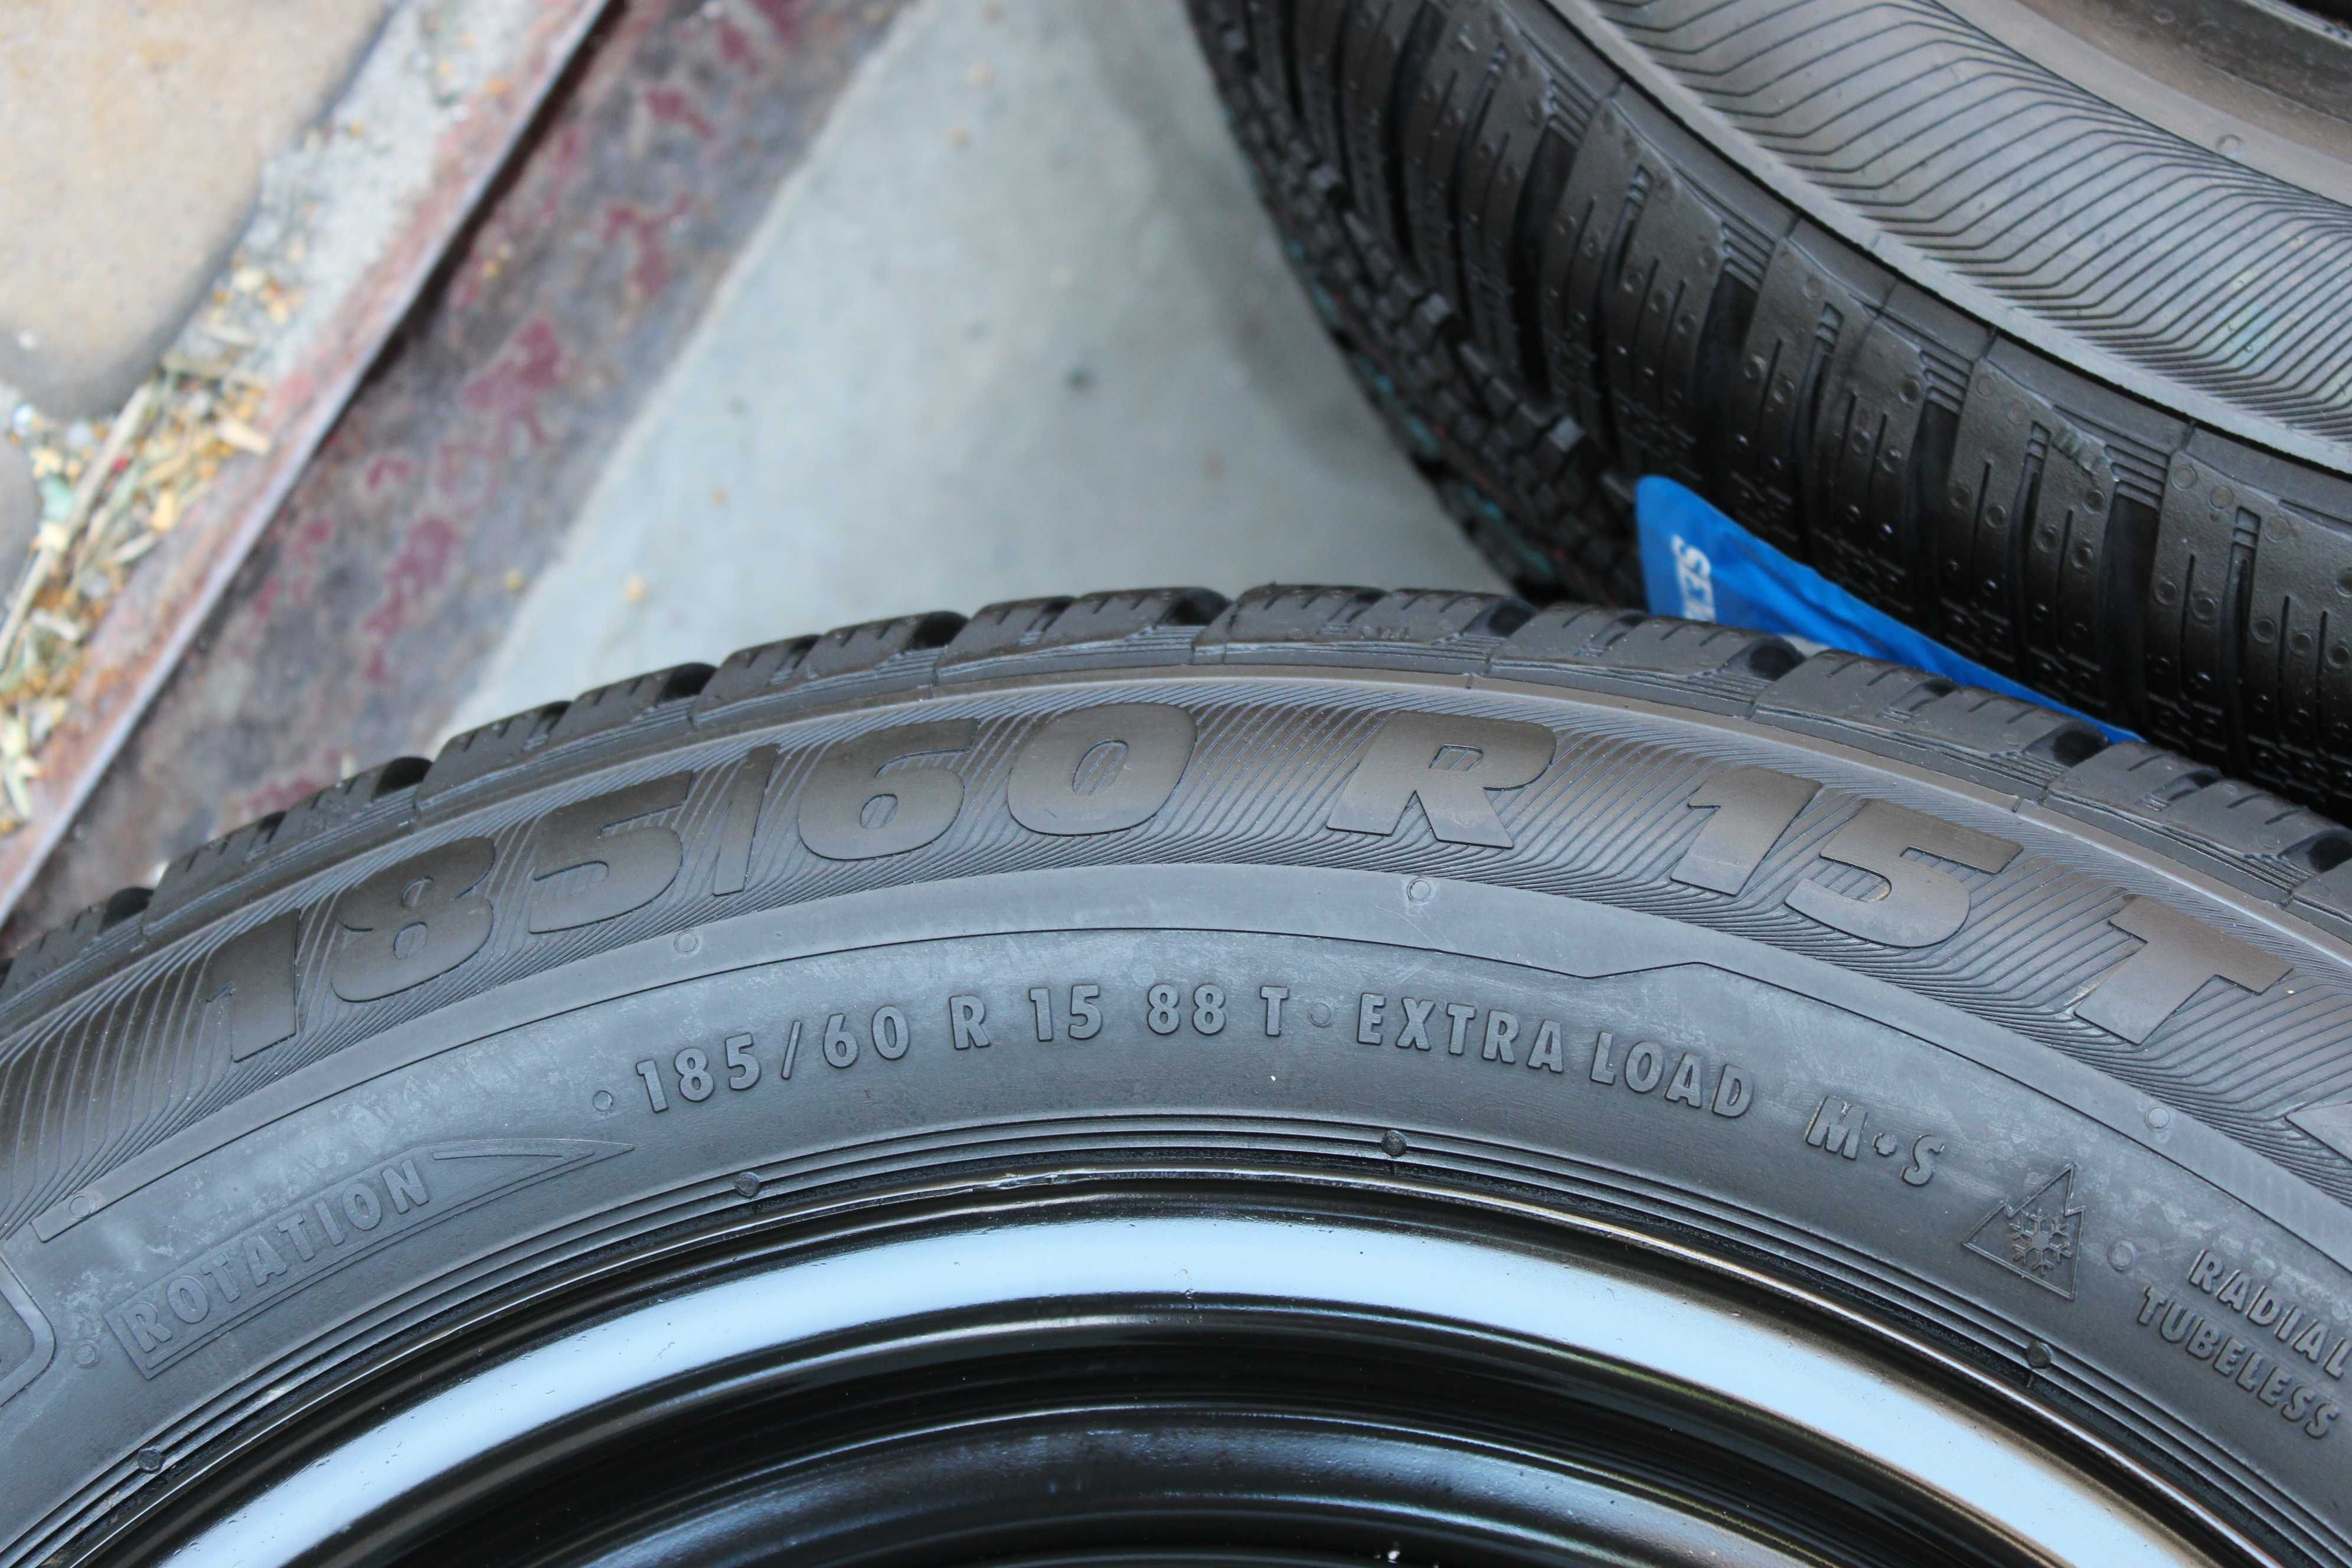 185/60 R 15 T
185/60 R 15 88 T EXTRA LOAD M•S
ROTATION
RADIAL
TUBELESS